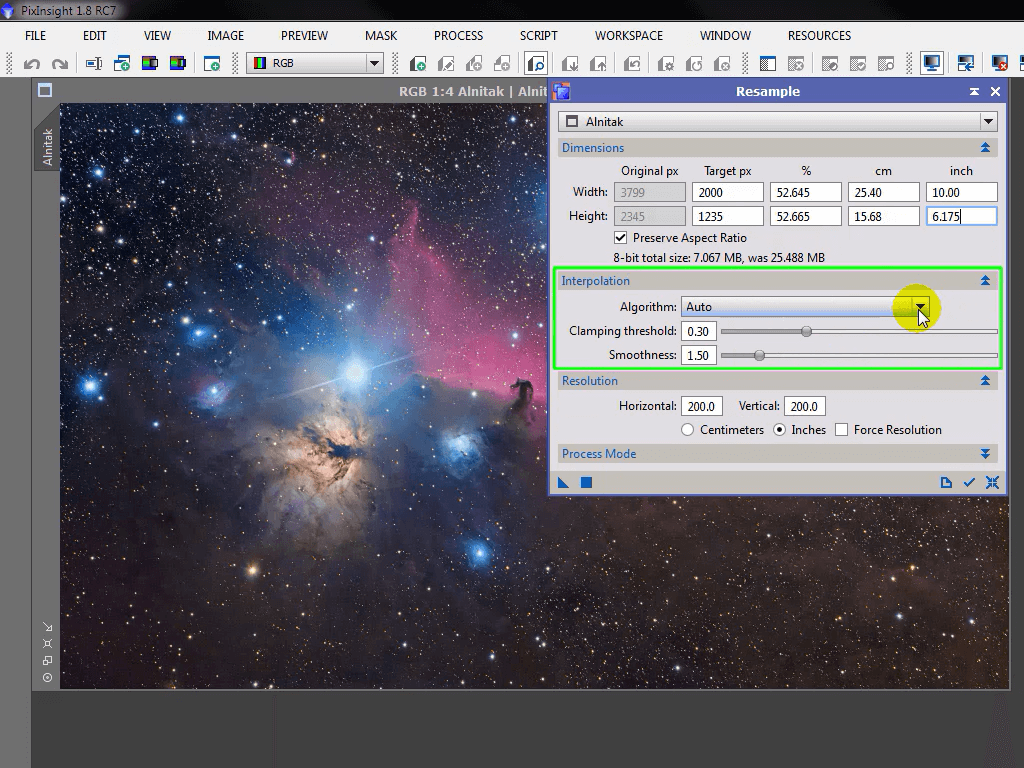 PixInsight 1.8 RC7
FILE EDIT VIEW IMAGE PREVIEW MASK PROCESS SCRIPT WORKSPACE WINDOW RESOURCES
RGB
RGB 1:4 Alnitak | Alnit
Alnitak
Resample
Alnitak
Dimensions
Original px Target px % cm inch
Width: 3799 2000 52.645 25.40 10.00
Height: 2345 1235 52.665 15.68 6.175
Preserve Aspect Ratio
8-bit total size: 7.067 MB, was 25.488 MB
Interpolation
Algorithm: Auto
Clamping threshold: 0.30
Smoothness: 1.50
Resolution
Horizontal: 200.0 Vertical: 200.0
Centimeters Inches Force Resolution
Process Mode